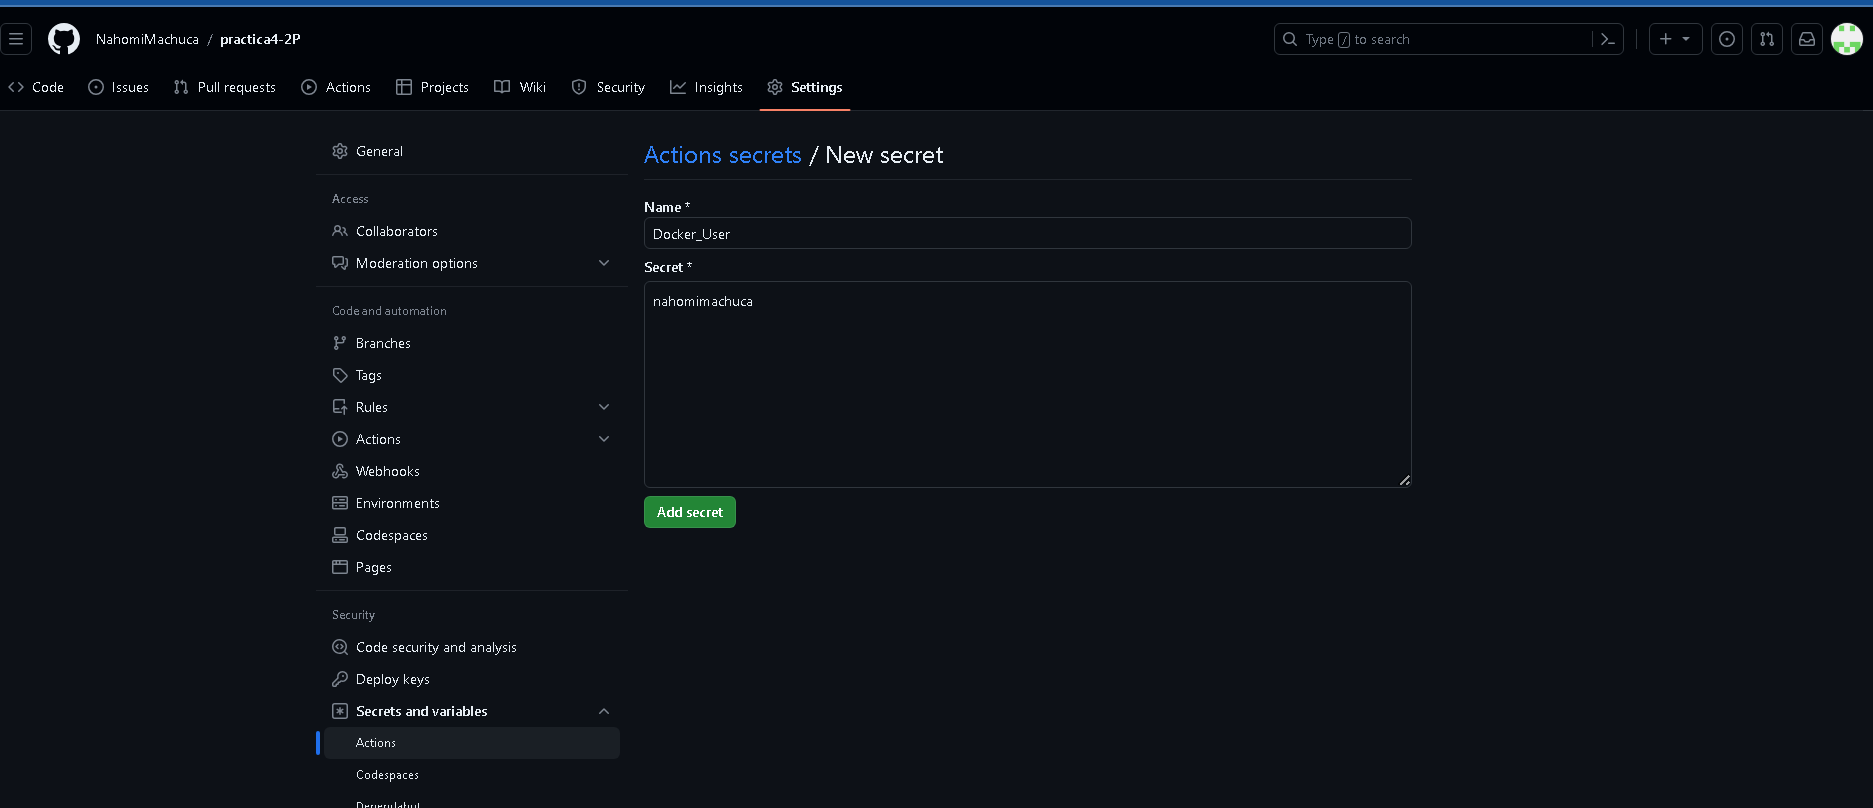 NahomiMachuca / practica4-2P
Type / to search
Code Issues Pull requests Actions Projects Wiki Security Insights Settings
General
Access
Collaborators
Moderation options
Code and automation
Branches
Tags
Rules
Actions
Webhooks
Environments
Codespaces
Pages
Security
Code security and analysis
Deploy keys
Secrets and variables
Actions
Codespaces
Dependabot
Actions secrets / New secret
Name *
Docker_User
Secret *
nahomimachuca
Add secret